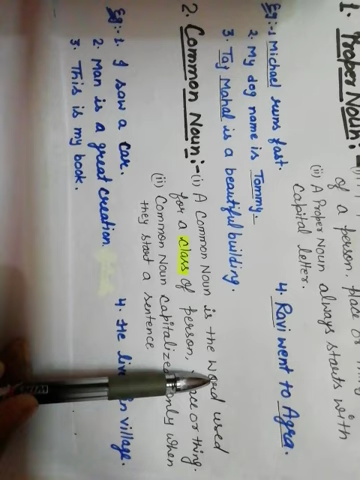 1. Proper Noun:-
of a person, place or
(ii) A Proper Noun always starts with
capital letter.
Eg:-1 Michael runs fast.
2. My dog name is Tommy.
4. Ravi went to Agra.
3. Taj Mahal is a beautiful building.
2. Common Noun:- (i) A Common Noun is the word used
for a class of person, or thing.
(ii) Common Noun capitalized only when
they start a sentence
Eg:- 1. I saw a car.
4. He in village.
2. Man is a great creation
3. This is my book.